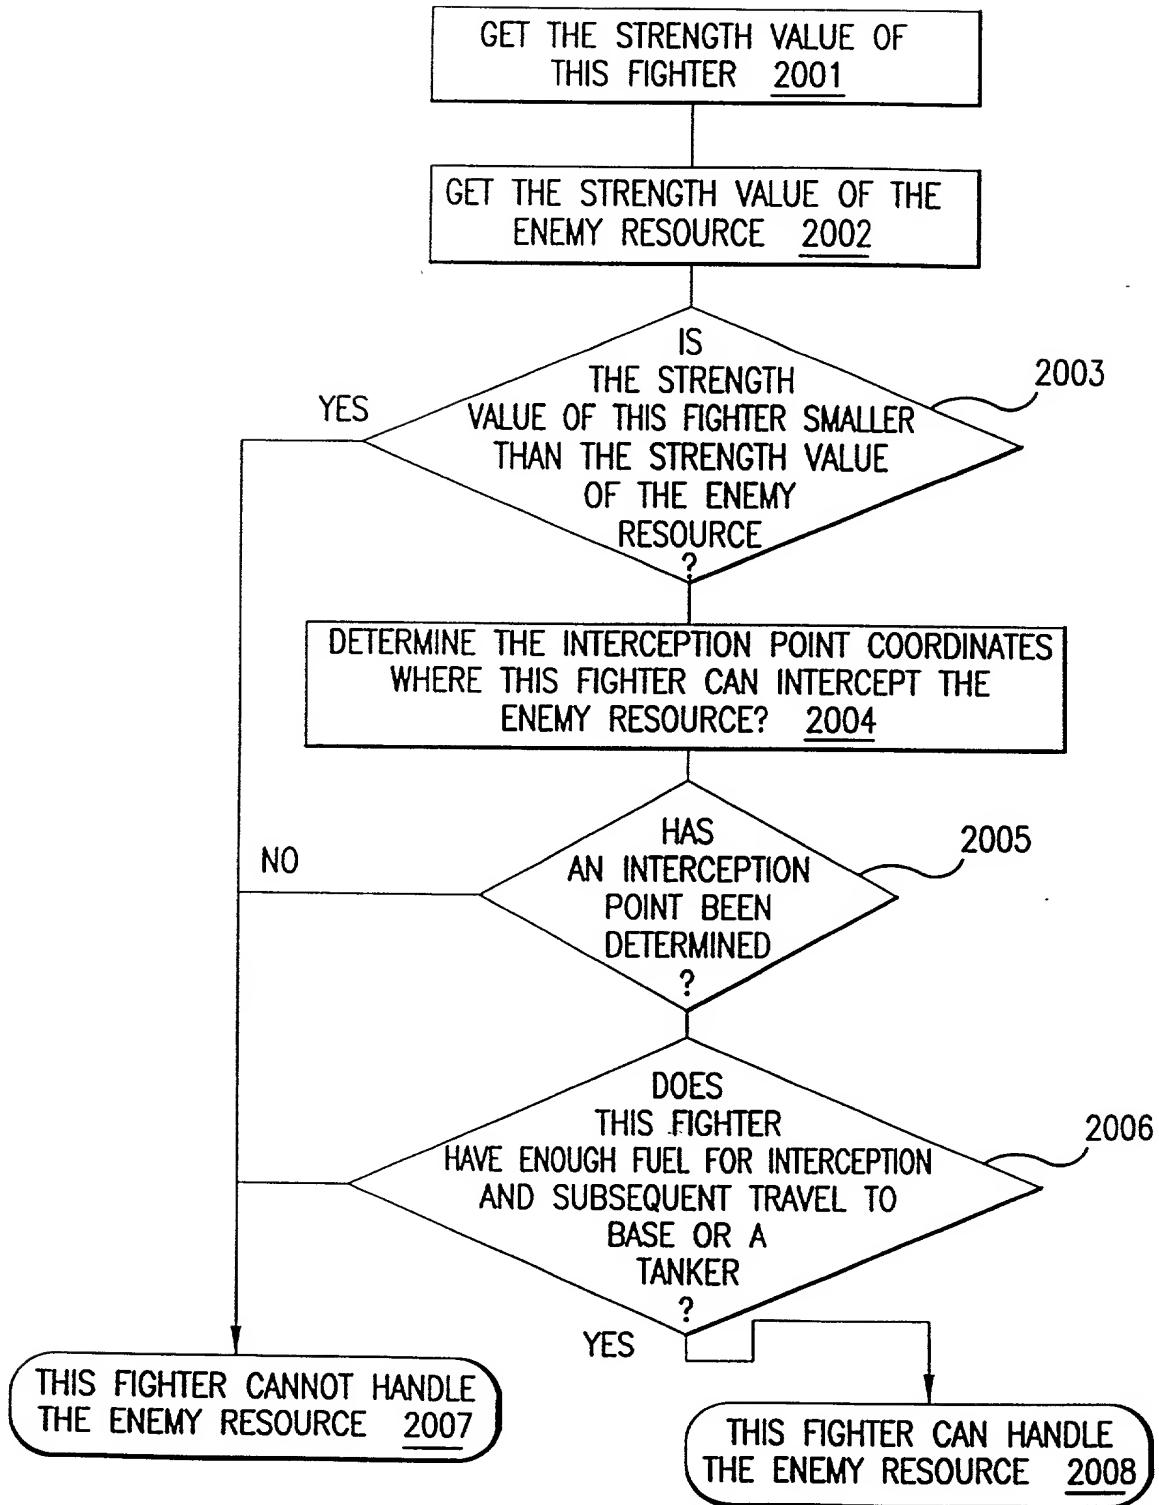 GET THE STRENGTH VALUE OF
THIS FIGHTER 2001
GET THE STRENGTH VALUE OF THE
ENEMY RESOURCE 2002
IS
THE STRENGTH
VALUE OF THIS FIGHTER SMALLER
THAN THE STRENGTH VALUE
OF THE ENEMY
RESOURCE
?
2003
YES
DETERMINE THE INTERCEPTION POINT COORDINATES
WHERE THIS FIGHTER CAN INTERCEPT THE
ENEMY RESOURCE? 2004
HAS
AN INTERCEPTION
POINT BEEN
DETERMINED
?
2005
NO
DOES
THIS FIGHTER
HAVE ENOUGH FUEL FOR INTERCEPTION
AND SUBSEQUENT TRAVEL TO
BASE OR A
TANKER
?
2006
YES
THIS FIGHTER CANNOT HANDLE
THE ENEMY RESOURCE 2007
THIS FIGHTER CAN HANDLE
THE ENEMY RESOURCE 2008